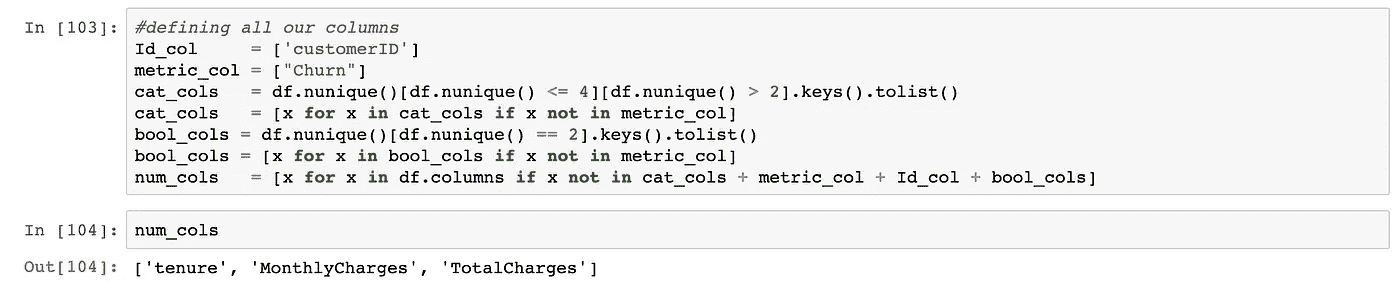 In [103]: #defining all our columns
Id_col     = ['customerID']
metric_col = ["Churn"]
cat_cols   = df.nunique()[df.nunique() <= 4][df.nunique() > 2].keys().tolist()
cat_cols   = [x for x in cat_cols if x not in metric_col]
bool_cols = df.nunique()[df.nunique() == 2].keys().tolist()
bool_cols = [x for x in bool_cols if x not in metric_col]
num_cols   = [x for x in df.columns if x not in cat_cols + metric_col + Id_col + bool_cols]
In [104]: num_cols
Out[104]: ['tenure', 'MonthlyCharges', 'TotalCharges']